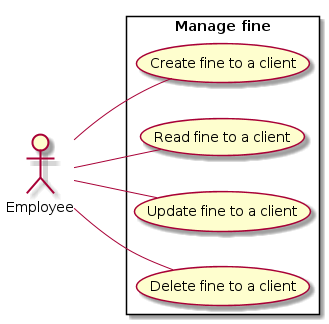 Manage fine
Create fine to a client
Read fine to a client
Employee
Update fine to a client
Delete fine to a client